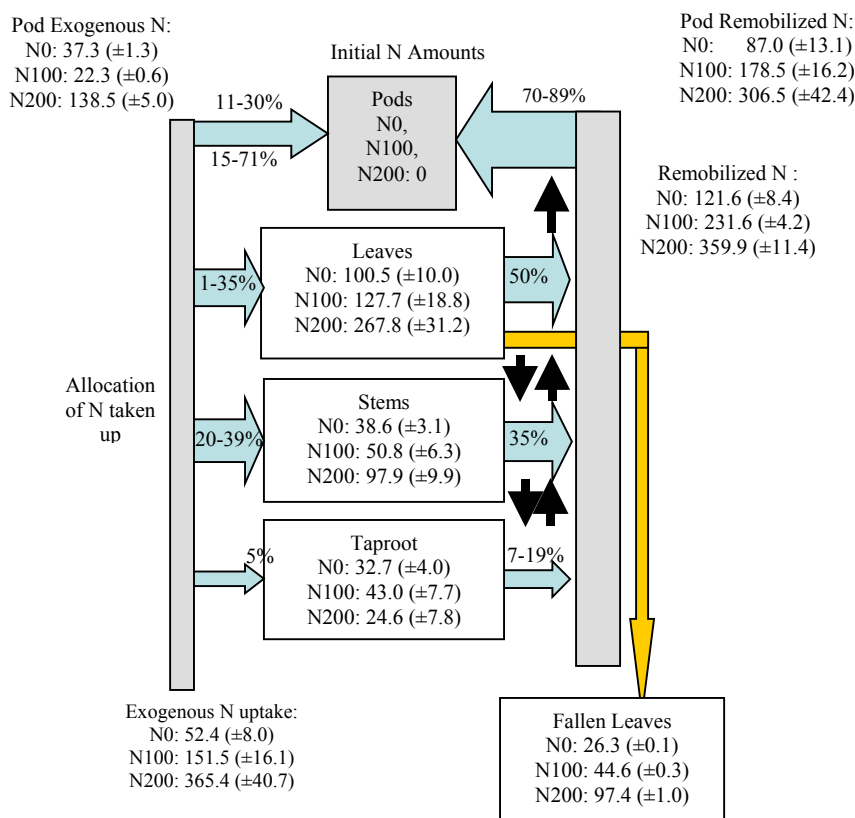 Pod Exogenous N:
N0: 37.3 (±1.3)
N100: 22.3 (±0.6)
N200: 138.5 (±5.0)
Initial N Amounts
Pod Remobilized N:
N0: 87.0 (±13.1)
N100: 178.5 (±16.2)
N200: 306.5 (±42.4)
11-30%
15-71%
Pods
N0,
N100,
N200: 0
70-89%
Remobilized N :
N0: 121.6 (±8.4)
N100: 231.6 (±4.2)
N200: 359.9 (±11.4)
1-35%
Leaves
N0: 100.5 (±10.0)
N100: 127.7 (±18.8)
N200: 267.8 (±31.2)
50%
Allocation
of N taken
up
20-39%
Stems
N0: 38.6 (±3.1)
N100: 50.8 (±6.3)
N200: 97.9 (±9.9)
35%
5%
Taproot
N0: 32.7 (±4.0)
N100: 43.0 (±7.7)
N200: 24.6 (±7.8)
7-19%
Exogenous N uptake:
N0: 52.4 (±8.0)
N100: 151.5 (±16.1)
N200: 365.4 (±40.7)
Fallen Leaves
N0: 26.3 (±0.1)
N100: 44.6 (±0.3)
N200: 97.4 (±1.0)